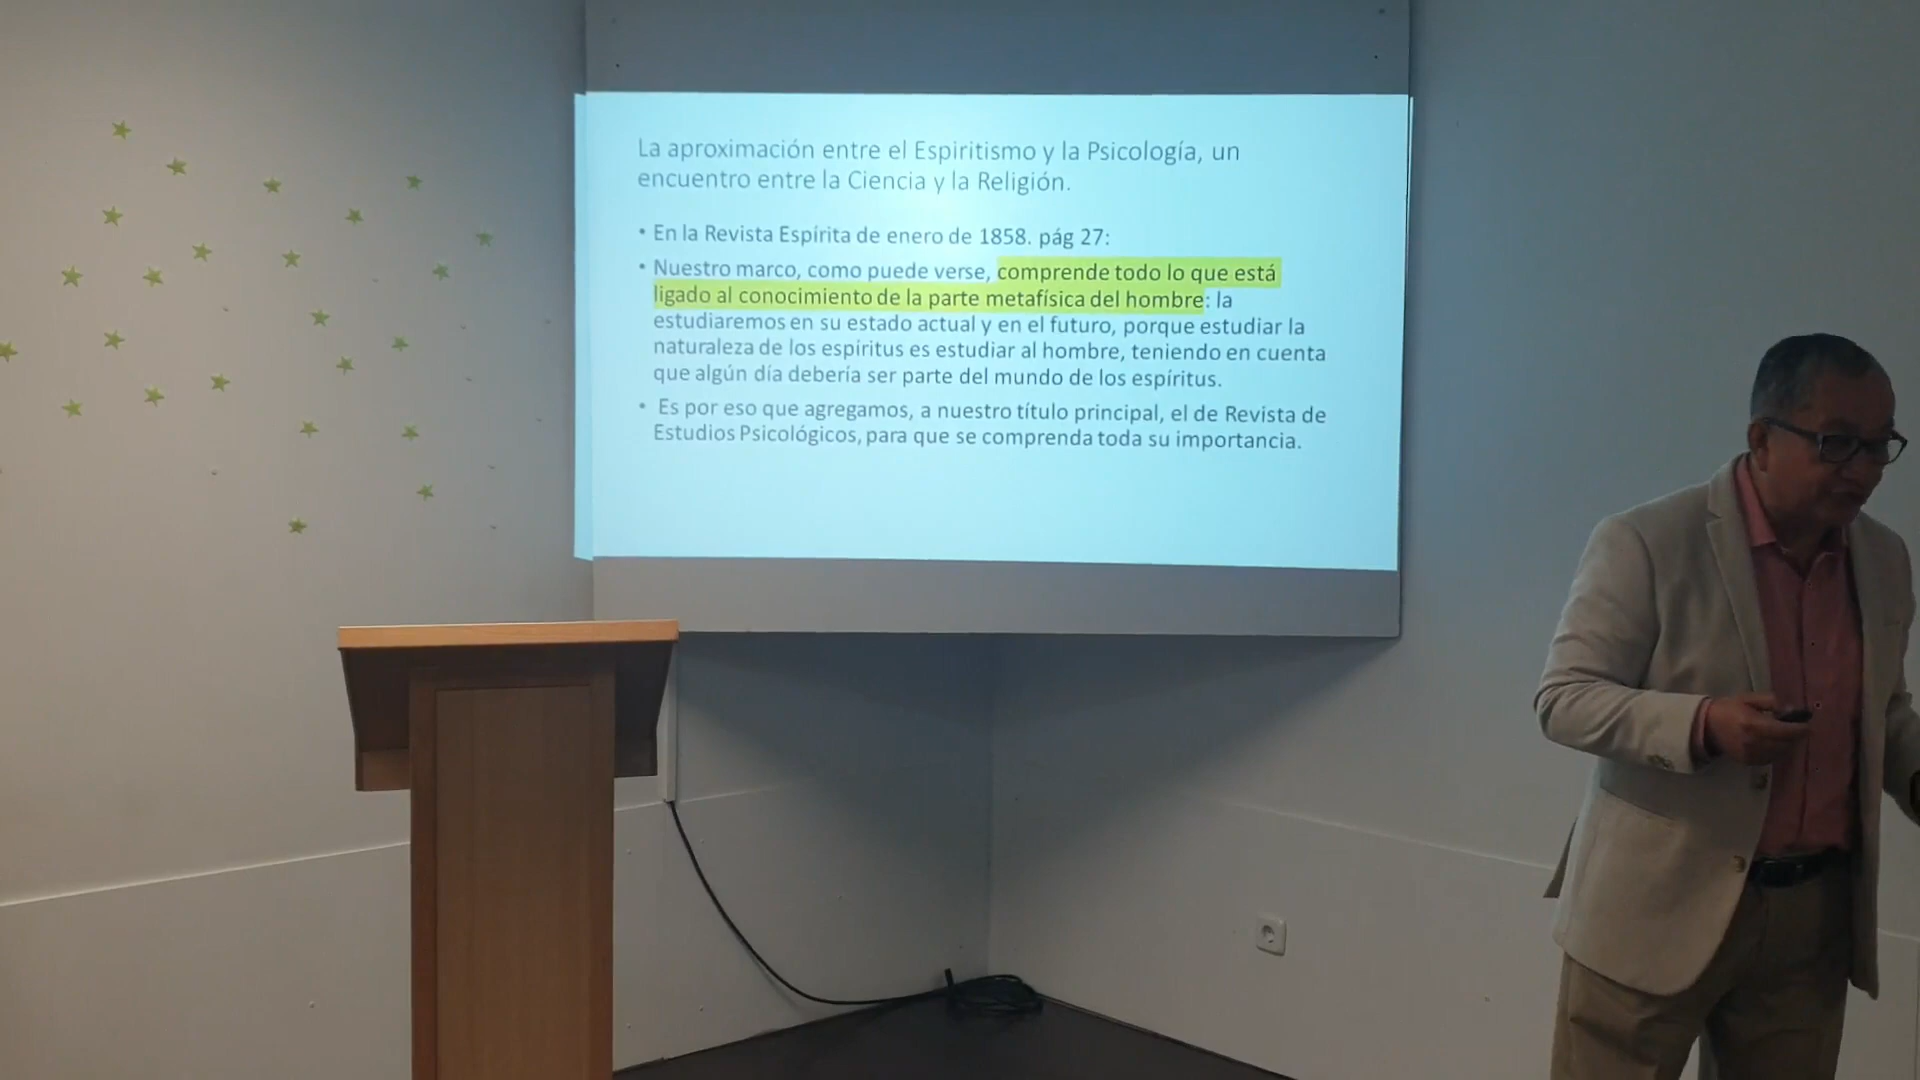 La aproximación entre el Espiritismo y la Psicología, un
encuentro entre la Ciencia y la Religión.
• En la Revista Espírita de enero de 1858. pág 27:
• Nuestro marco, como puede verse, comprende todo lo que está
ligado al conocimiento de la parte metafísica del hombre: la
estudiaremos en su estado actual y en el futuro, porque estudiar la
naturaleza de los espíritus es estudiar al hombre, teniendo en cuenta
que algún día debería ser parte del mundo de los espíritus.
• Es por eso que agregamos, a nuestro título principal, el de Revista de
Estudios Psicológicos, para que se comprenda toda su importancia.